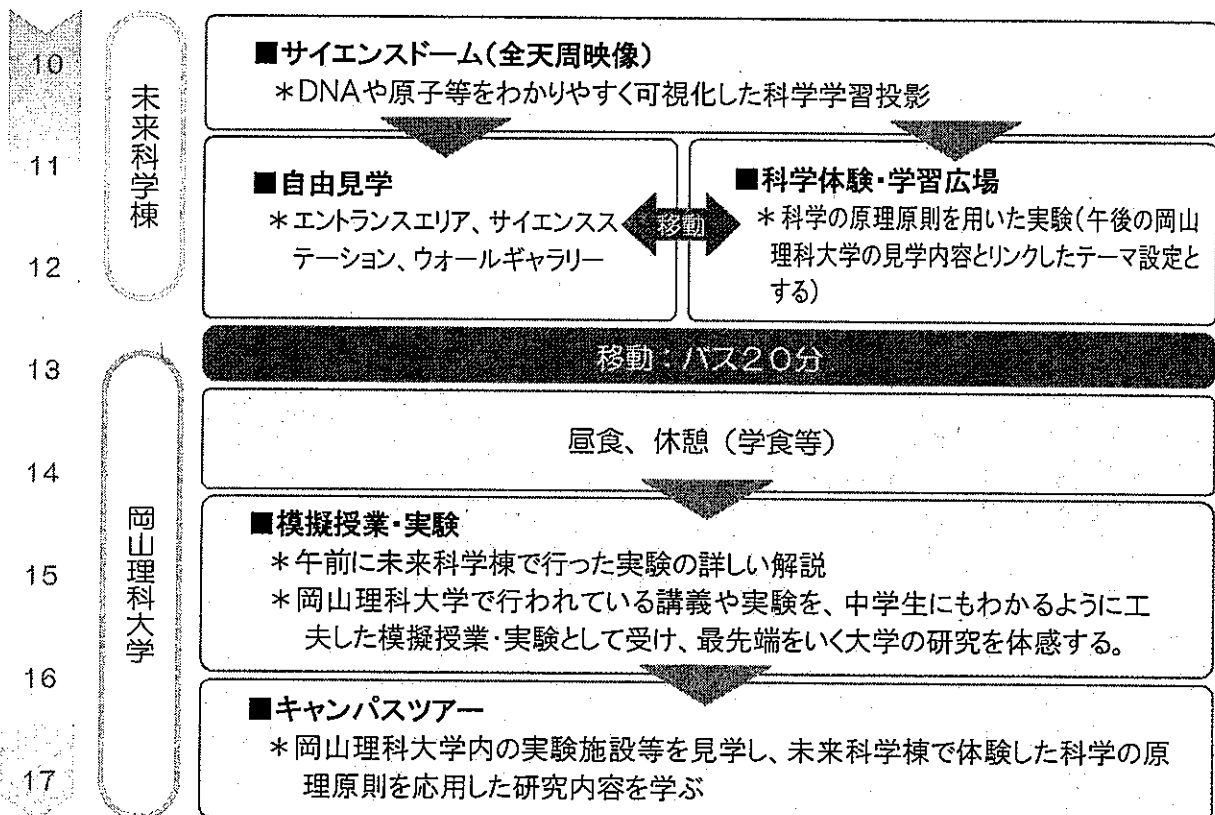 10
11
12
13
14
15
16
17
未来科学棟
岡山理科大学
■サイエンスドーム(全天周映像)
＊DNAや原子等をわかりやすく可視化した科学学習投影
■自由見学
＊エントランスエリア、サイエンスス
テーション、ウォールギャラリー
移動
■科学体験・学習広場
＊科学の原理原則を用いた実験(午後の岡山
理科大学の見学内容とリンクしたテーマ設定と
する)
移動：バス２０分
昼食、休憩（学食等）
■模擬授業・実験
＊午前に未来科学棟で行った実験の詳しい解説
＊岡山理科大学で行われている講義や実験を、中学生にもわかるように工
夫した模擬授業・実験として受け、最先端をいく大学の研究を体感する。
■キャンパスツアー
＊岡山理科大学内の実験施設等を見学し、未来科学棟で体験した科学の原
理原則を応用した研究内容を学ぶ